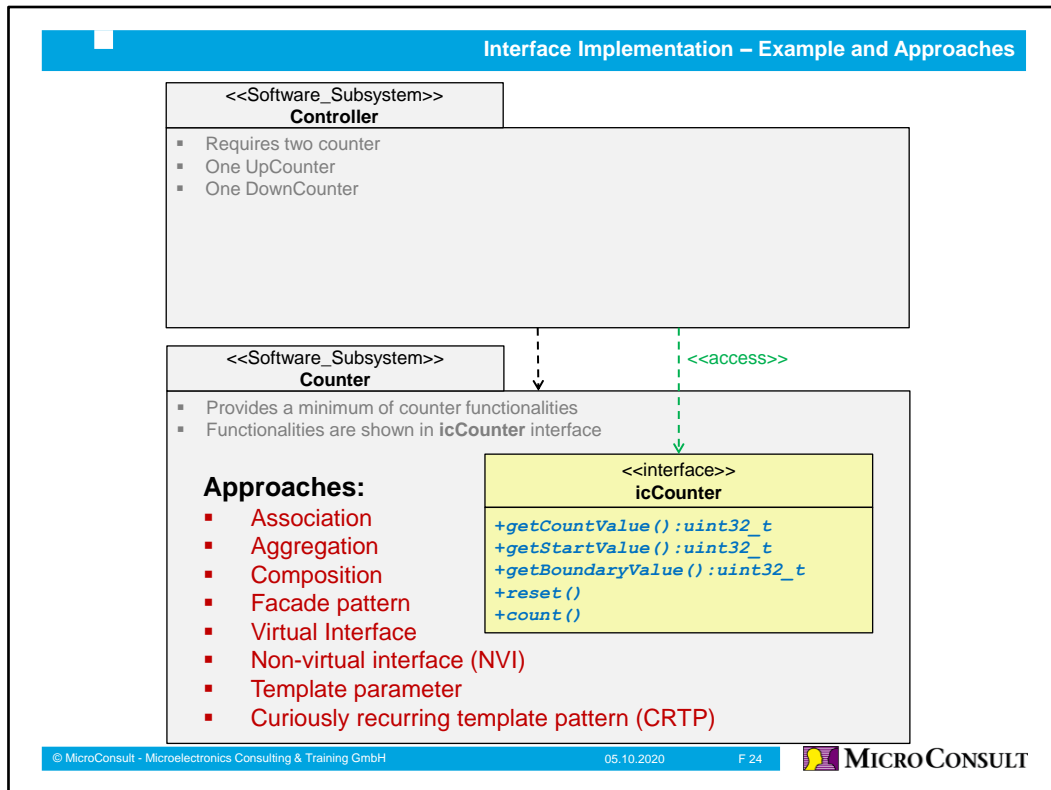 Interface Implementation – Example and Approaches
<<Software_Subsystem>>
Controller
▪ Requires two counter
▪ One UpCounter
▪ One DownCounter
<<access>>
<<Software_Subsystem>>
Counter
▪ Provides a minimum of counter functionalities
▪ Functionalities are shown in icCounter interface
Approaches:
▪ Association
▪ Aggregation
▪ Composition
▪ Facade pattern
▪ Virtual Interface
▪ Non-virtual interface (NVI)
▪ Template parameter
▪ Curiously recurring template pattern (CRTP)
<<interface>>
icCounter
+getCountValue():uint32_t
+getStartValue():uint32_t
+getBoundaryValue():uint32_t
+reset()
+count()
© MicroConsult - Microelectronics Consulting & Training GmbH 05.10.2020 F 24 MICROCONSULT